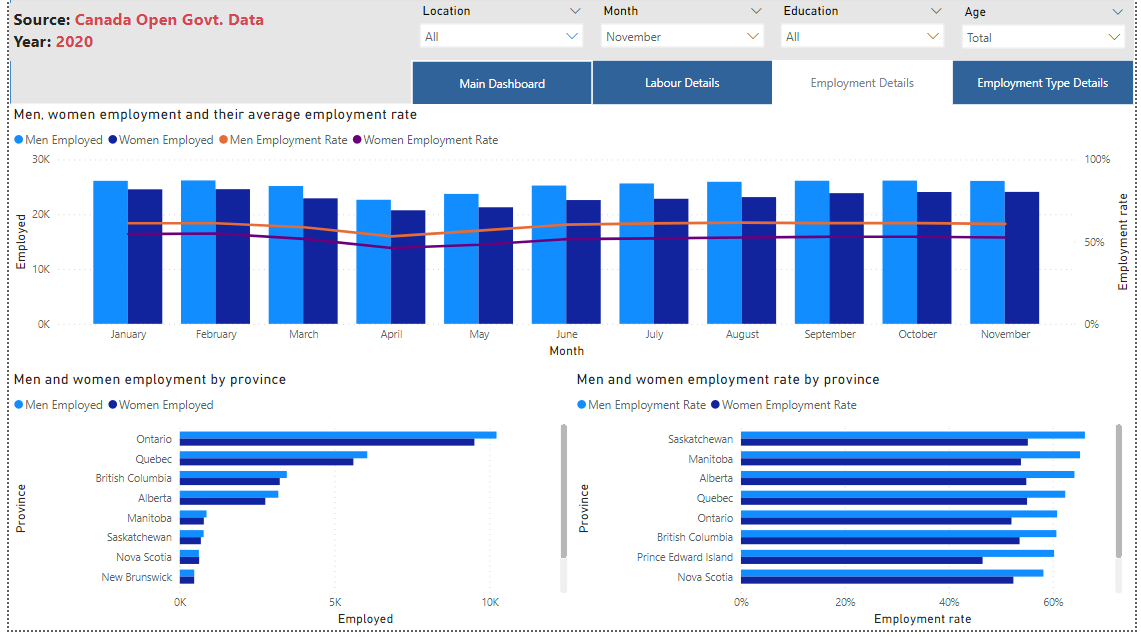 Source: Canada Open Govt. Data
Year: 2020
Location
All
Month
November
Education
All
Age
Total
Main Dashboard
Labour Details
Employment Details
Employment Type Details
Men, women employment and their average employment rate
Men Employed Women Employed Men Employment Rate Women Employment Rate
30K
20K
10K
0K
Employed
100%
50%
0%
Employment rate
January February March April May June July August September October November
Month
Men and women employment by province
Men Employed Women Employed
Province
Ontario
Quebec
British Columbia
Alberta
Manitoba
Saskatchewan
Nova Scotia
New Brunswick
0K 5K 10K
Employed
Men and women employment rate by province
Men Employment Rate Women Employment Rate
Province
Saskatchewan
Manitoba
Alberta
Quebec
Ontario
British Columbia
Prince Edward Island
Nova Scotia
0% 20% 40% 60%
Employment rate